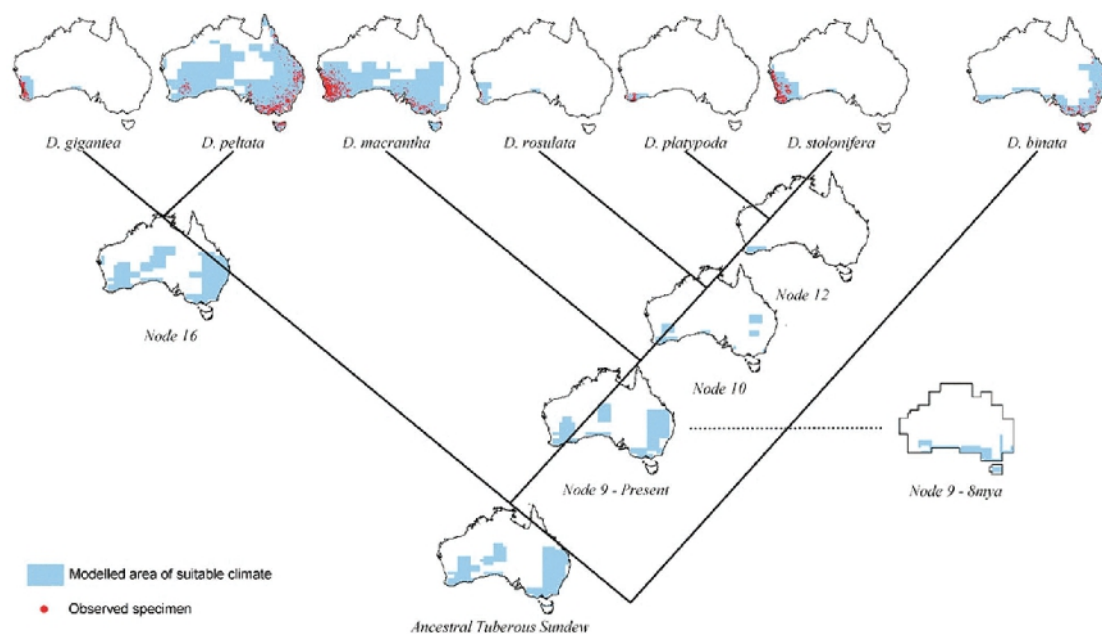 D. gigantea
D. peltata
D. macrantha
D. rosulata
D. platypoda
D. stolonifera
D. binata
Node 12
Node 16
Node 10
Node 9 - Present
Node 9 - 8mya
Modelled area of suitable climate
Observed specimen
Ancestral Tuberous Sundew